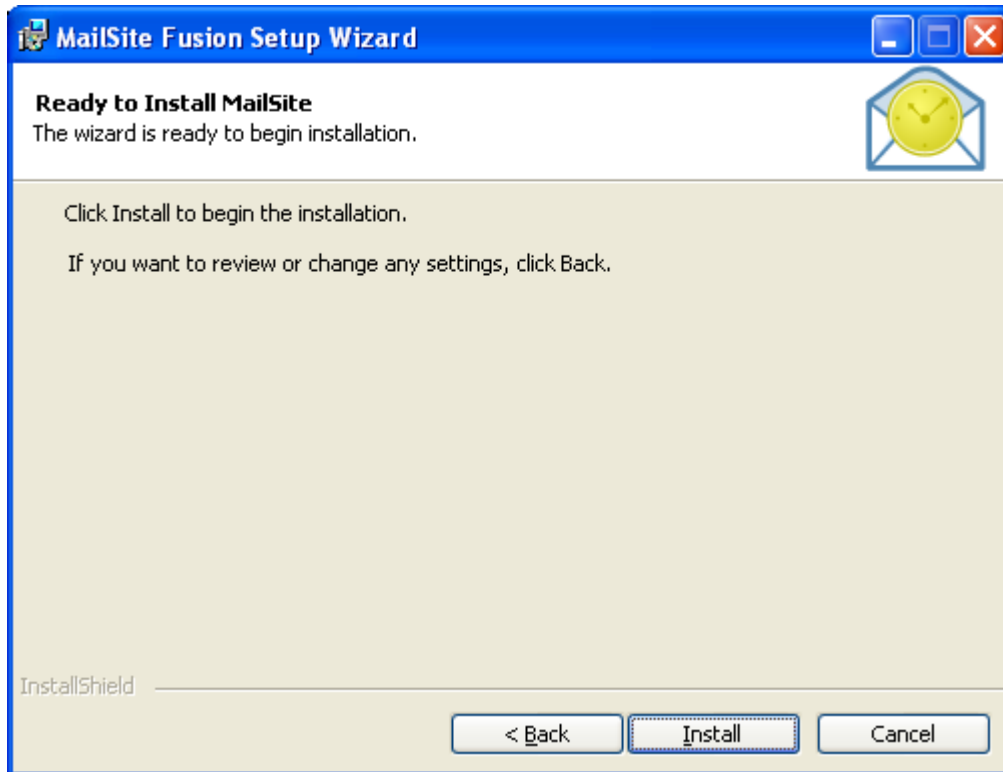 MailSite Fusion Setup Wizard
Ready to Install MailSite
The wizard is ready to begin installation.
Click Install to begin the installation.
If you want to review or change any settings, click Back.
InstallShield
< Back Install Cancel